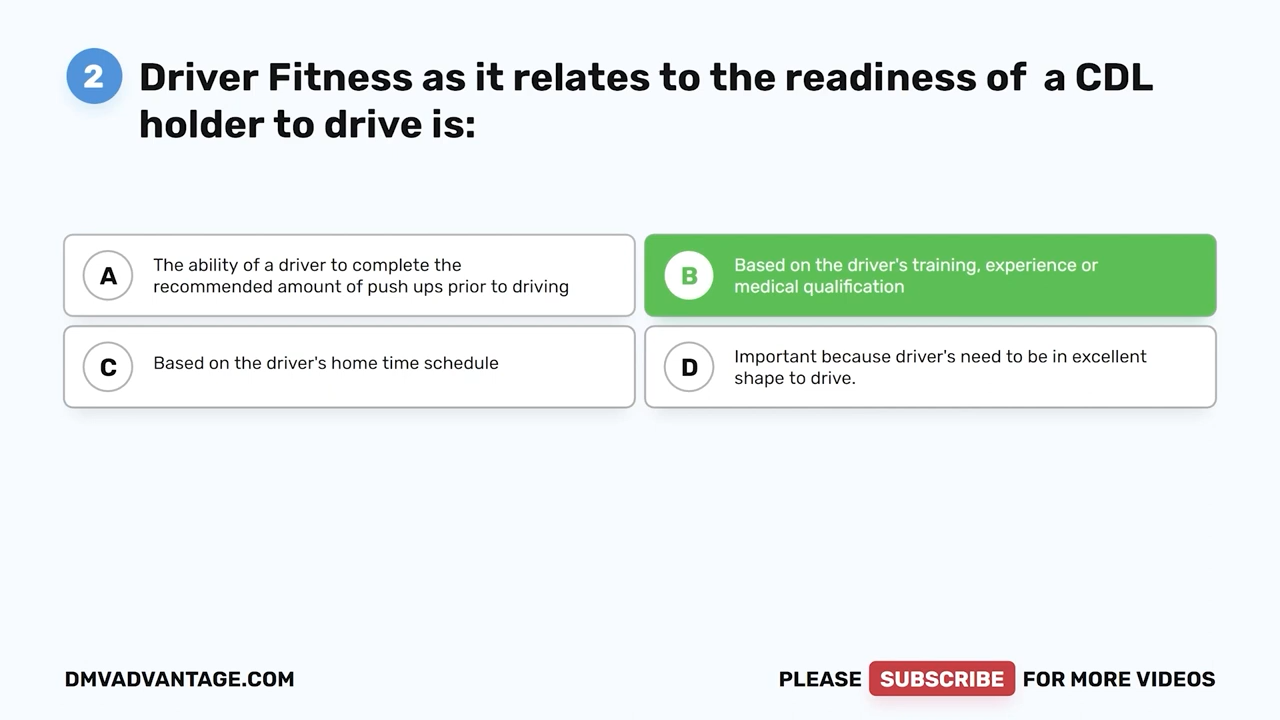 2
Driver Fitness as it relates to the readiness of a CDL
holder to drive is:
A
The ability of a driver to complete the
recommended amount of push ups prior to driving
B
Based on the driver's training, experience or
medical qualification
C
Based on the driver's home time schedule
D
Important because driver's need to be in excellent
shape to drive.
DMVADVANTAGE.COM
PLEASE SUBSCRIBE FOR MORE VIDEOS